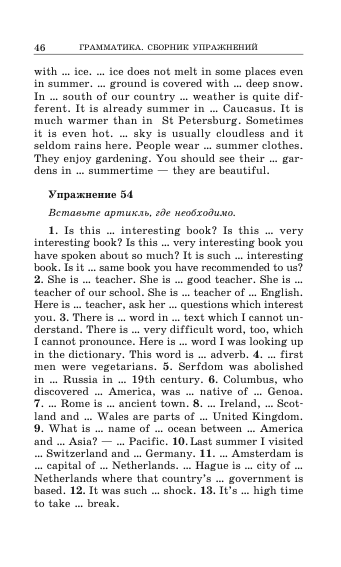 46 ГРАММАТИКА. СБОРНИК УПРАЖНЕНИЙ
with ... ice. ... ice does not melt in some places even
in summer. ... ground is covered with ... deep snow.
In ... south of our country ... weather is quite dif-
ferent. It is already summer in ... Caucasus. It is
much warmer than in St Petersburg. Sometimes
it is even hot. ... sky is usually cloudless and it
seldom rains here. People wear ... summer clothes.
They enjoy gardening. You should see their ... gar-
dens in ... summertime — they are beautiful.
Упражнение 54
Вставьте артикль, где необходимо.
1. Is this ... interesting book? Is this ... very
interesting book? Is this ... very interesting book you
have spoken about so much? It is such ... interesting
book. Is it ... same book you have recommended to us?
2. She is ... teacher. She is ... good teacher. She is ...
teacher of our school. She is ... teacher of ... English.
Here is ... teacher, ask her ... questions which interest
you. 3. There is ... word in ... text which I cannot un-
derstand. There is ... very difficult word, too, which
I cannot pronounce. Here is ... word I was looking up
in the dictionary. This word is ... adverb. 4. ... first
men were vegetarians. 5. Serfdom was abolished
in ... Russia in ... 19th century. 6. Columbus, who
discovered ... America, was ... native of ... Genoa.
7. ... Rome is ... ancient town. 8. ... Ireland, ... Scot-
land and ... Wales are parts of ... United Kingdom.
9. What is ... name of ... ocean between ... America
and ... Asia? — ... Pacific. 10. Last summer I visited
... Switzerland and ... Germany. 11. ... Amsterdam is
... capital of ... Netherlands. ... Hague is ... city of ...
Netherlands where that country's ... government is
based. 12. It was such ... shock. 13. It's ... high time
to take ... break.